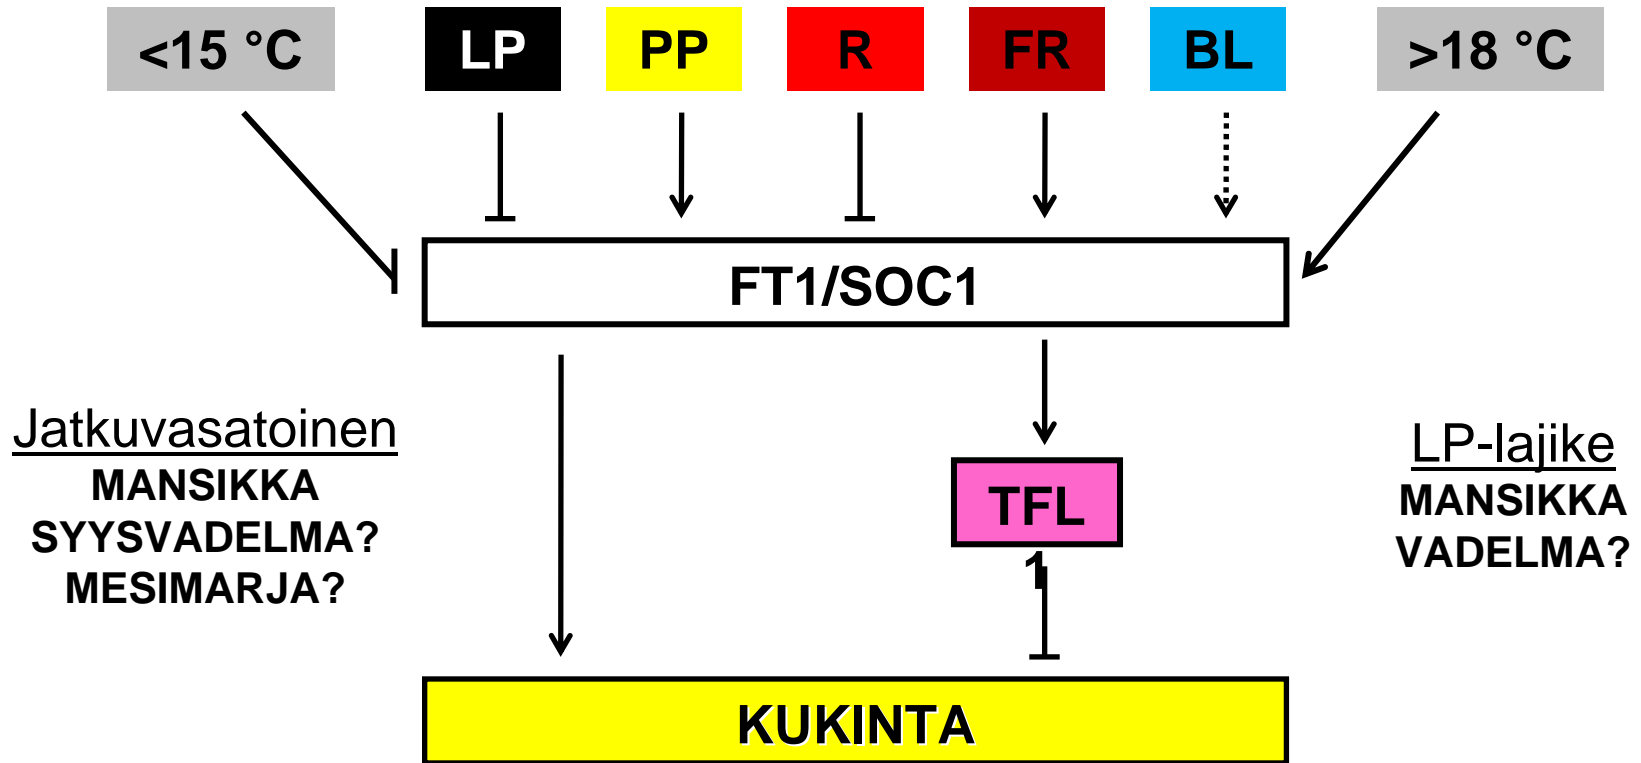 <15 °C
LP
PP
R
FR
BL
>18 °C
FT1/SOC1
Jatkuvasatoinen
MANSIKKA
SYYSVADELMA?
MESIMARJA?
TFL
1
LP-lajike
MANSIKKA
VADELMA?
KUKINTA